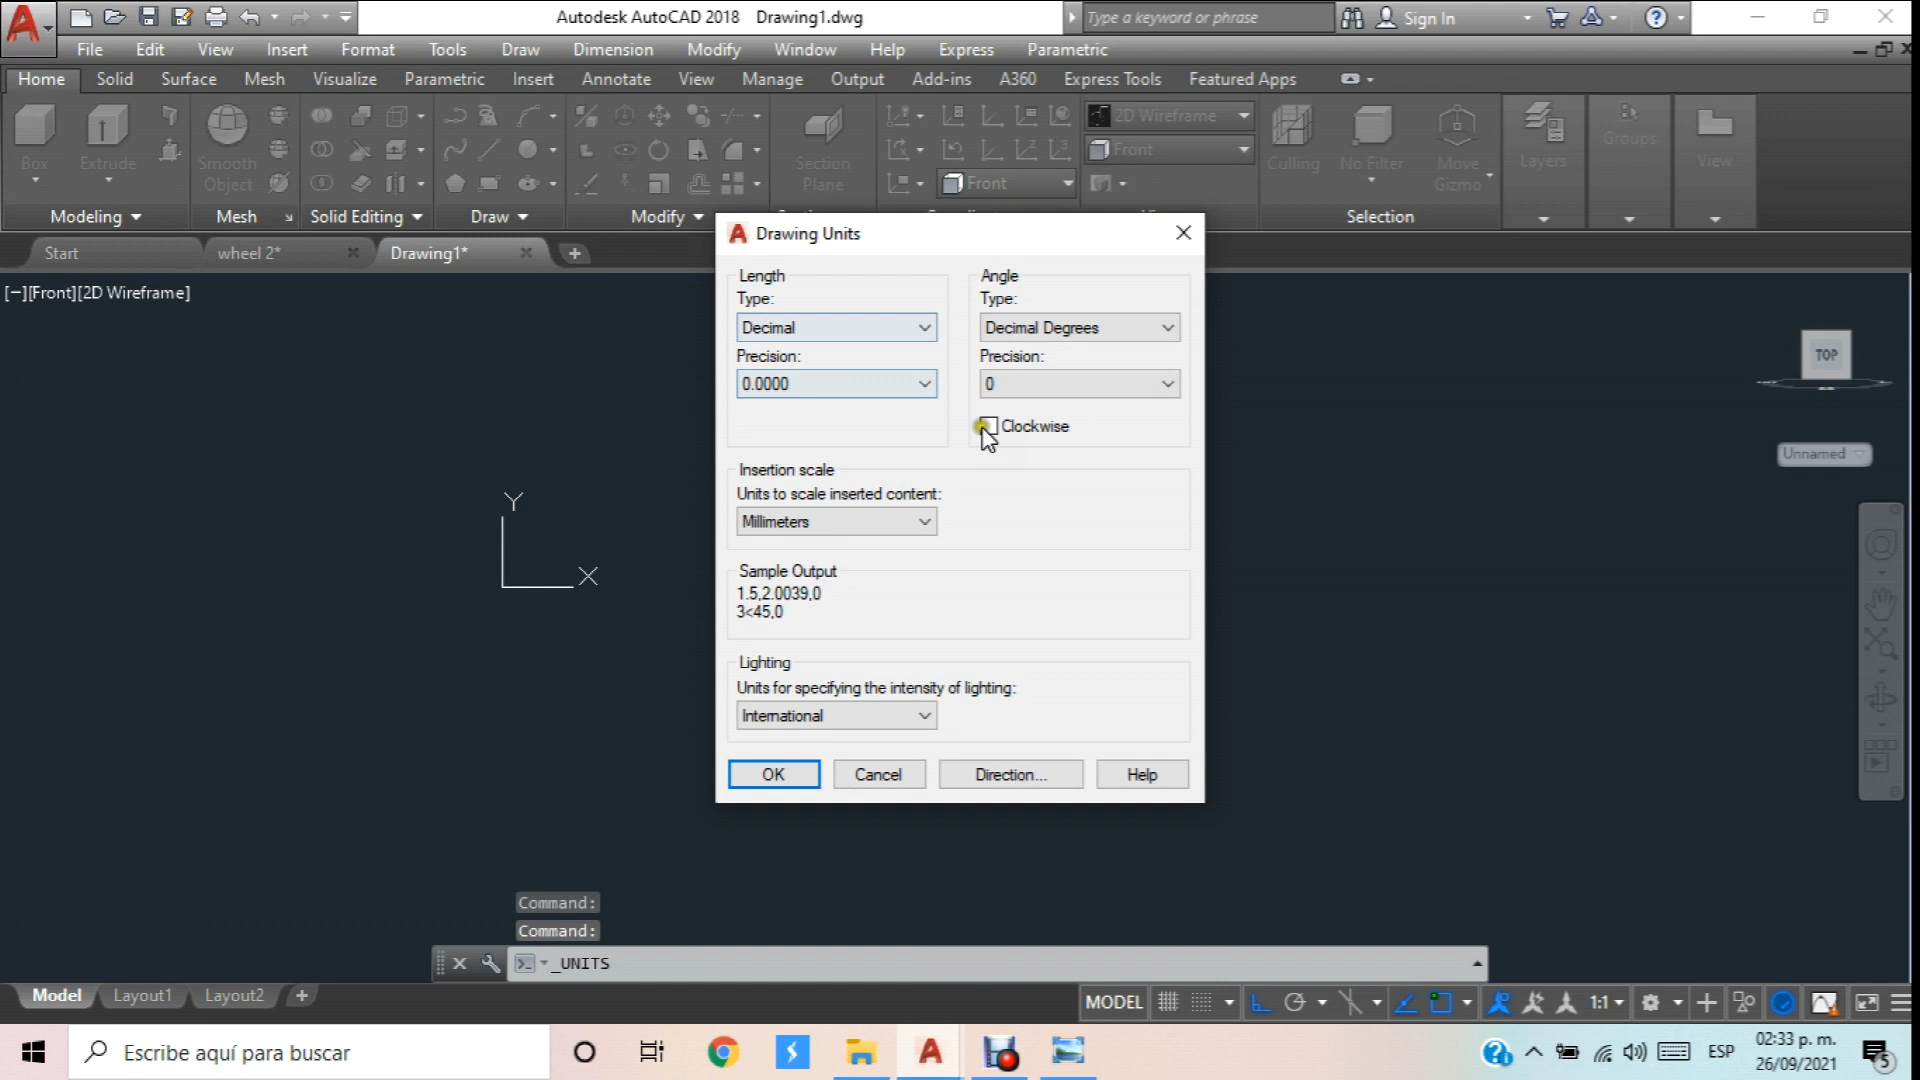 Autodesk AutoCAD 2018 Drawing1.dwg
Type a keyword or phrase
Sign In
File Edit View Insert Format Tools Draw Dimension Modify Window Help Express Parametric
Home Solid Surface Mesh Visualize Parametric Insert Annotate View Manage Output Add-ins A360 Express Tools Featured Apps
2D Wireframe
Front
Front
Box
Extrude
Smooth
Object
Section
Plane
Culling
No Filter
Move
Gizmo
Layers
Groups
View
Modeling
Mesh
Solid Editing
Draw
Modify
Selection
Start
wheel 2*
Drawing1*
[−][Front][2D Wireframe]
Drawing Units
Length
Type:
Decimal
Precision:
0.0000
Angle
Type:
Decimal Degrees
Precision:
0
Clockwise
Insertion scale
Units to scale inserted content:
Millimeters
Sample Output
1.5,2.0039,0
3<45,0
Lighting
Units for specifying the intensity of lighting:
International
OK
Cancel
Direction...
Help
TOP
Unnamed
Y
X
Command:
Command:
_UNITS
Model Layout1 Layout2
MODEL
1:1
Escribe aquí para buscar
ESP
02:33 p. m.
26/09/2021
5